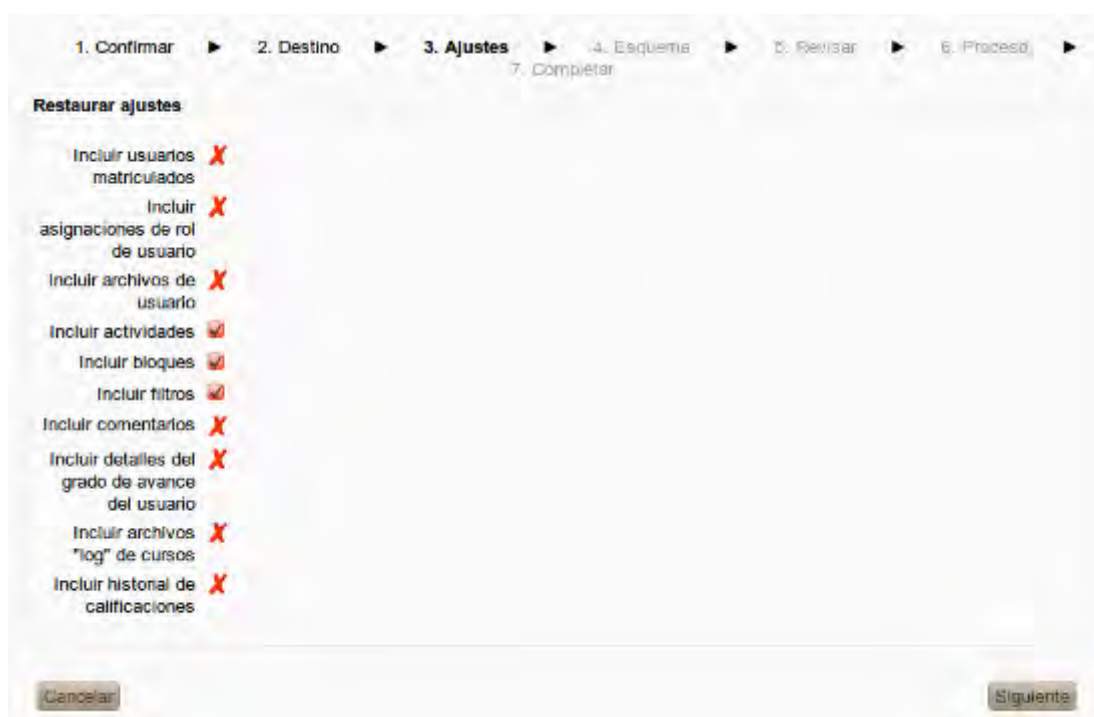 1. Confirmar ► 2. Destino ► 3. Ajustes ► 4. Esquema ► 5. Revisar ► 6. Proceso ►
7. Completar
Restaurar ajustes
Incluir usuarios
matriculados
Incluir
asignaciones de rol
de usuario
Incluir archivos de
usuario
Incluir actividades
Incluir bloques
Incluir filtros
Incluir comentarios
Incluir detalles del
grado de avance
del usuario
Incluir archivos
"log" de cursos
Incluir historial de
calificaciones
Cancelar
Siguiente